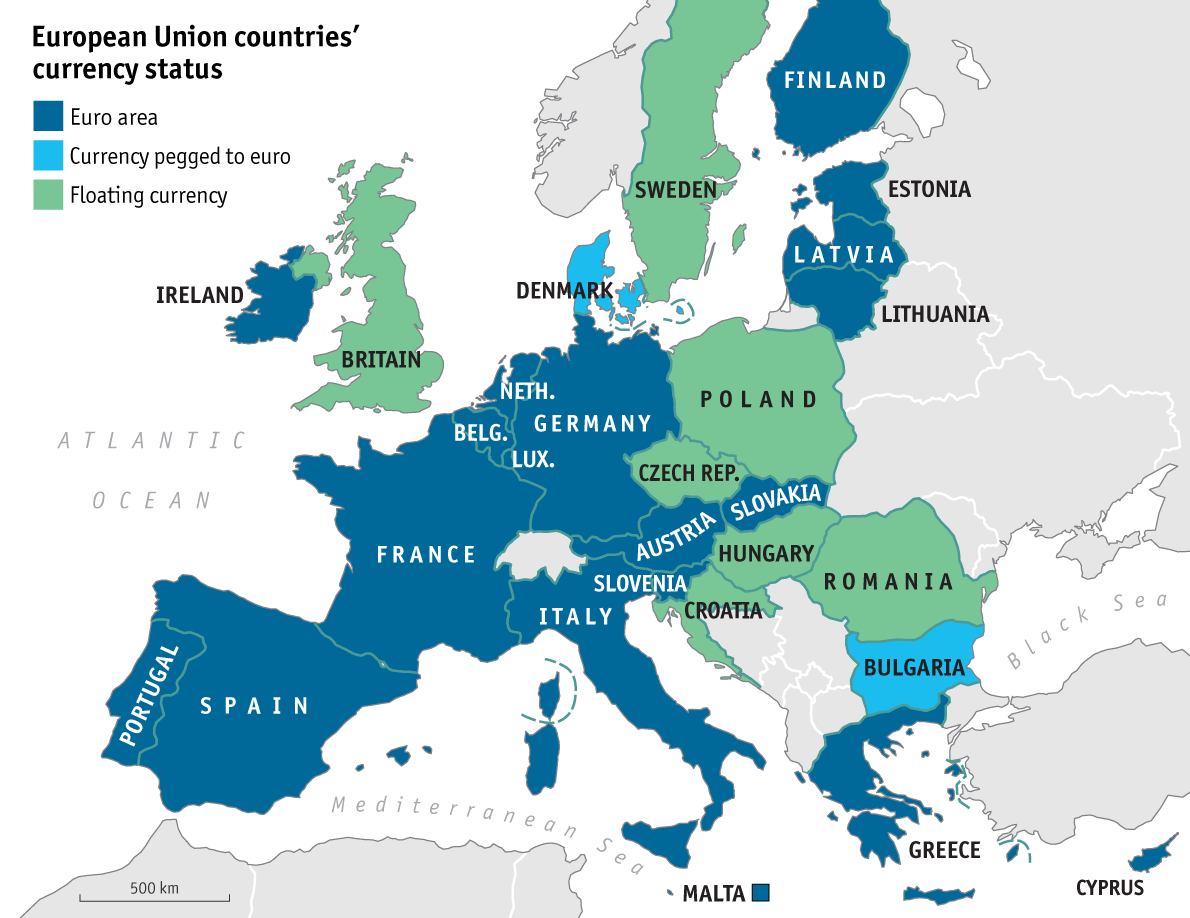 European Union countries’
currency status
Euro area
Currency pegged to euro
Floating currency
FINLAND
SWEDEN
ESTONIA
LATVIA
LITHUANIA
DENMARK
IRELAND
BRITAIN
NETH.
POLAND
GERMANY
BELG.
LUX.
CZECH REP.
ATLANTIC
OCEAN
SLOVAKIA
AUSTRIA
FRANCE
HUNGARY
SLOVENIA
ROMANIA
CROATIA
ITALY
Black Sea
BULGARIA
PORTUGAL
SPAIN
Mediterranean Sea
GREECE
500 km
MALTA
CYPRUS